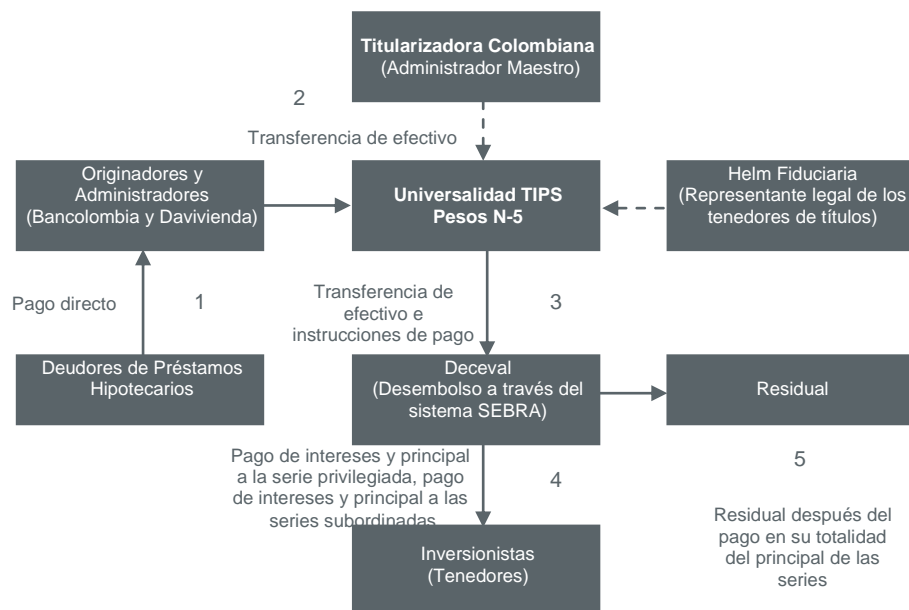 Titularizadora Colombiana
(Administrador Maestro)
2
Transferencia de efectivo
Originadores y
Administradores
(Bancolombia y Davivienda)
Universalidad TIPS
Pesos N-5
Helm Fiduciaria
(Representante legal de los
tenedores de títulos)
Pago directo
1
Transferencia de
efectivo e
instrucciones de pago
3
Deudores de Préstamos
Hipotecarios
Deceval
(Desembolso a través del
sistema SEBRA)
Residual
Pago de intereses y principal
a la serie privilegiada, pago
de intereses y principal a las
series subordinadas
4
5
Residual después del
pago en su totalidad
del principal de las
series
Inversionistas
(Tenedores)